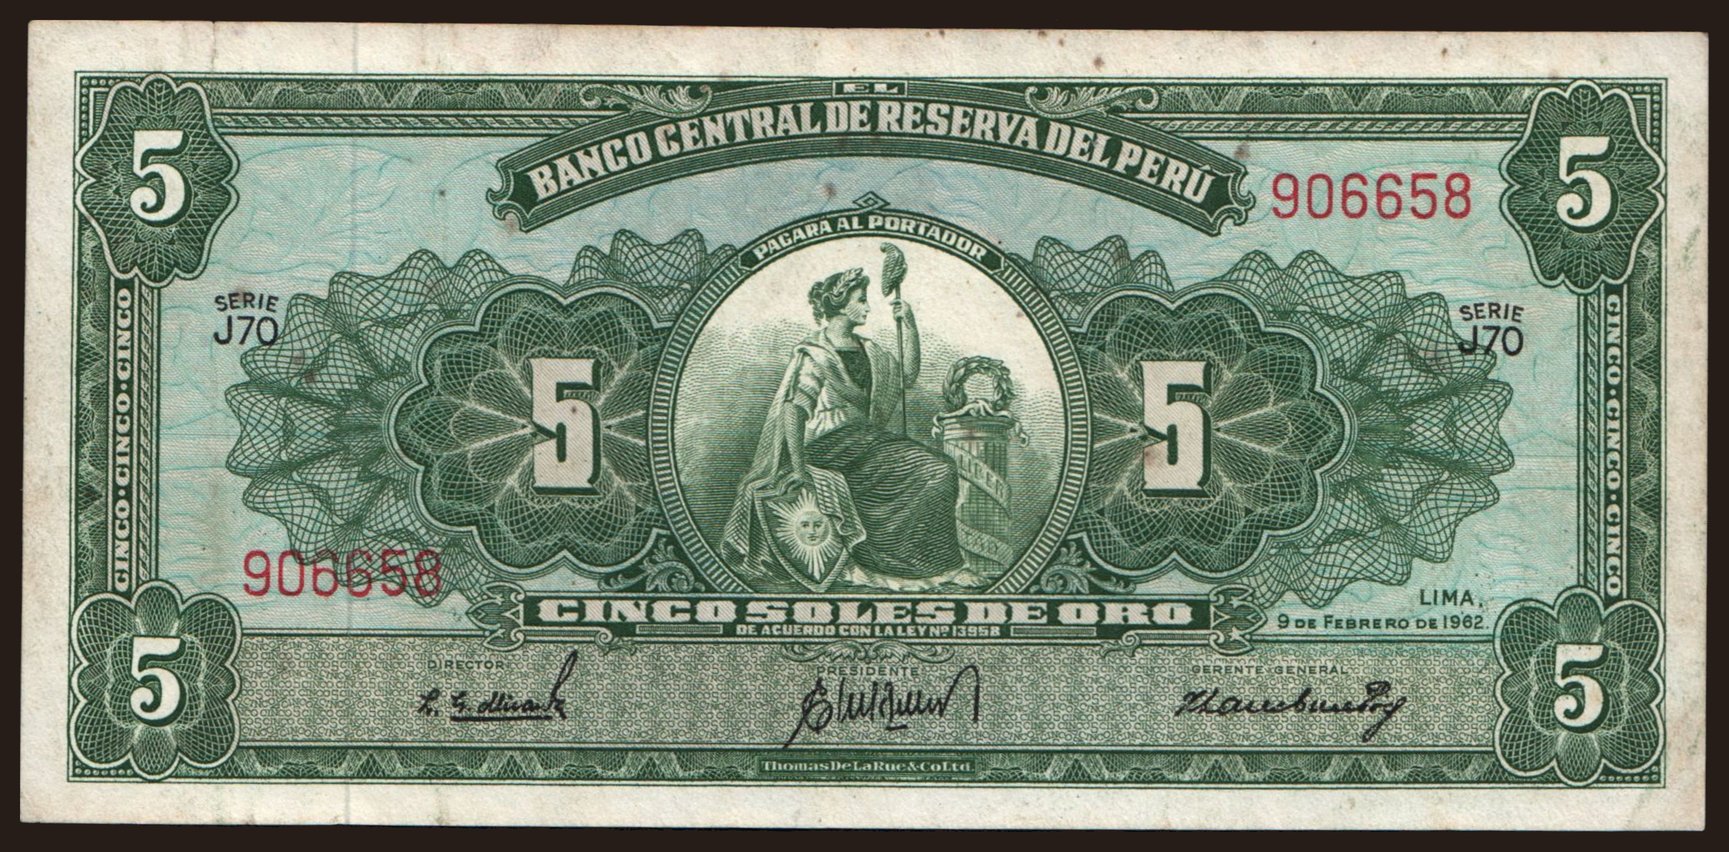 EL
BANCO CENTRAL DE RESERVA DEL PERÚ
5
5
906658
PAGARA AL PORTADOR
SERIE
J70
SERIE
J70
5
5
CINCO·CINCO·CINCO
CINCO·CINCO·CINCO
906658
CINCO SOLES DE ORO
DE ACUERDO CON LA LEY Nº 13958
LIMA,
9 DE FEBRERO DE 1962.
DIRECTOR
PRESIDENTE
GERENTE GENERAL
5
5
Thomas De La Rue & Co Ltd.